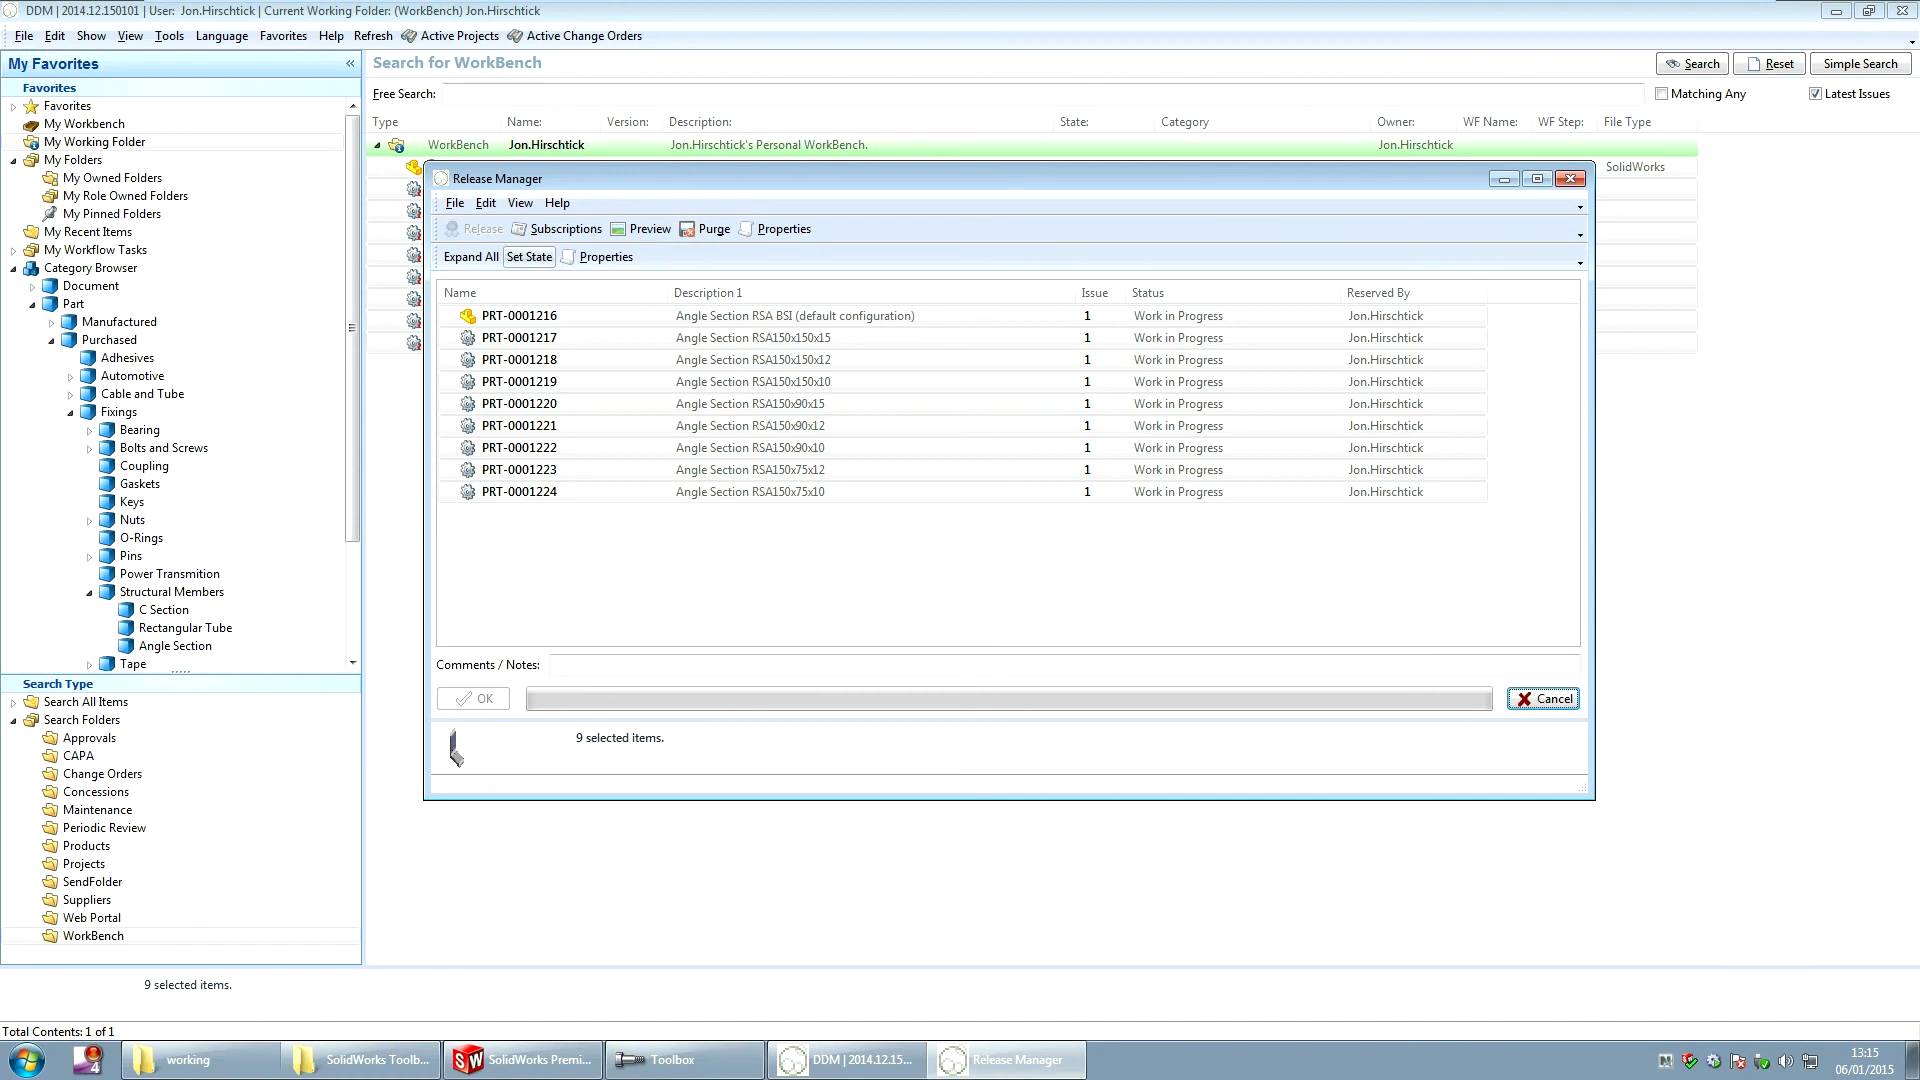 DDM | 2014.12.150101 | User:  Jon.Hirschtick | Current Working Folder: (WorkBench) Jon.Hirschtick
File Edit Show View Tools Language Favorites Help Refresh Active Projects Active Change Orders
My Favorites «
Favorites
Favorites
My Workbench
My Working Folder
My Folders
My Owned Folders
My Role Owned Folders
My Pinned Folders
My Recent Items
My Workflow Tasks
Category Browser
Document
Part
Manufactured
Purchased
Adhesives
Automotive
Cable and Tube
Fixings
Bearing
Bolts and Screws
Coupling
Gaskets
Keys
Nuts
O-Rings
Pins
Power Transmition
Structural Members
C Section
Rectangular Tube
Angle Section
Tape
Search Type
Search All Items
Search Folders
Approvals
CAPA
Change Orders
Concessions
Maintenance
Periodic Review
Products
Projects
SendFolder
Suppliers
Web Portal
WorkBench
Search for WorkBench Search Reset Simple Search
Free Search: Matching Any Latest Issues
Type Name: Version: Description: State: Category Owner: WF Name: WF Step: File Type
WorkBench Jon.Hirschtick Jon.Hirschtick's Personal WorkBench. Jon.Hirschtick
SolidWorks
Release Manager
File Edit View Help
Release Subscriptions Preview Purge Properties
Expand All Set State Properties
Name Description 1 Issue Status Reserved By
PRT-0001216 Angle Section RSA BSI (default configuration) 1 Work in Progress Jon.Hirschtick
PRT-0001217 Angle Section RSA150x150x15 1 Work in Progress Jon.Hirschtick
PRT-0001218 Angle Section RSA150x150x12 1 Work in Progress Jon.Hirschtick
PRT-0001219 Angle Section RSA150x150x10 1 Work in Progress Jon.Hirschtick
PRT-0001220 Angle Section RSA150x90x15 1 Work in Progress Jon.Hirschtick
PRT-0001221 Angle Section RSA150x90x12 1 Work in Progress Jon.Hirschtick
PRT-0001222 Angle Section RSA150x90x10 1 Work in Progress Jon.Hirschtick
PRT-0001223 Angle Section RSA150x75x12 1 Work in Progress Jon.Hirschtick
PRT-0001224 Angle Section RSA150x75x10 1 Work in Progress Jon.Hirschtick
Comments / Notes:
OK Cancel
9 selected items.
9 selected items.
Total Contents: 1 of 1
4 working SolidWorks Toolb... SW SolidWorks Premi... Toolbox DDM | 2014.12.15... Release Manager
13:15
06/01/2015